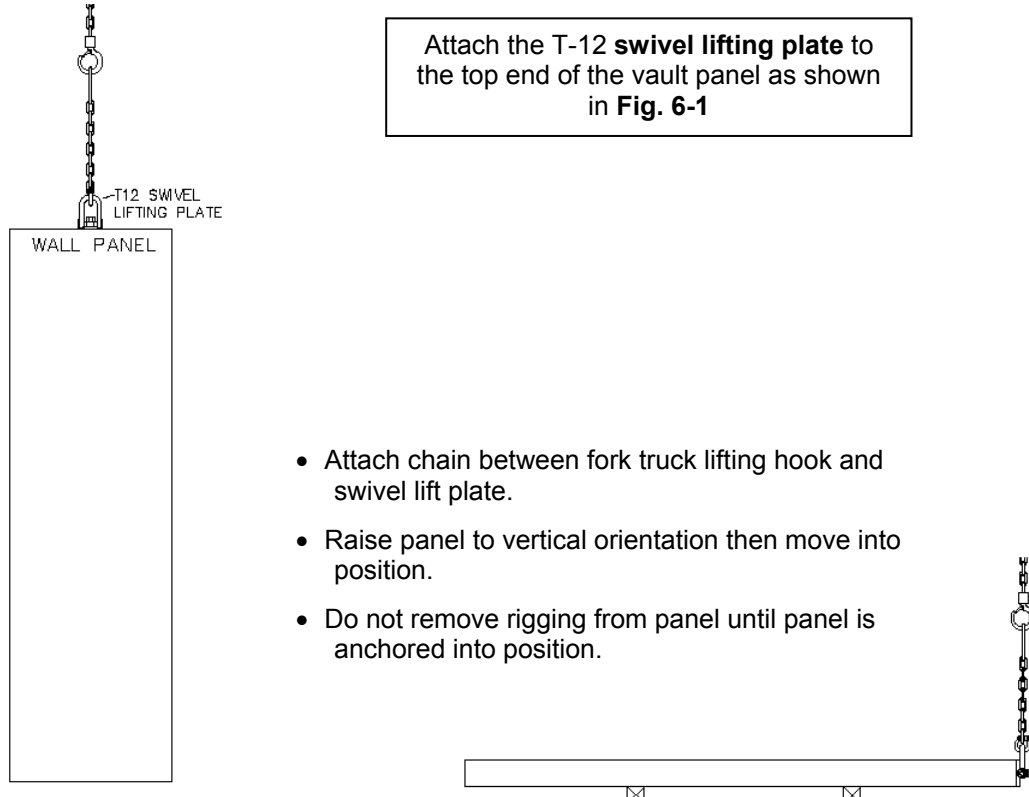 Attach the T-12 swivel lifting plate to
the top end of the vault panel as shown
in Fig. 6-1
T12 SWIVEL
LIFTING PLATE
WALL PANEL
• Attach chain between fork truck lifting hook and
swivel lift plate.
• Raise panel to vertical orientation then move into
position.
• Do not remove rigging from panel until panel is
anchored into position.